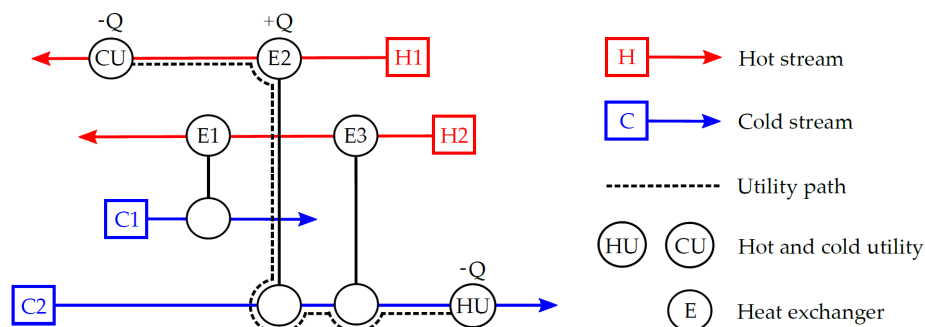 -Q +Q
CU E2 H1
H Hot stream
E1 E3 H2
C Cold stream
Utility path
C1
HU CU Hot and cold utility
-Q
C2 HU
E Heat exchanger